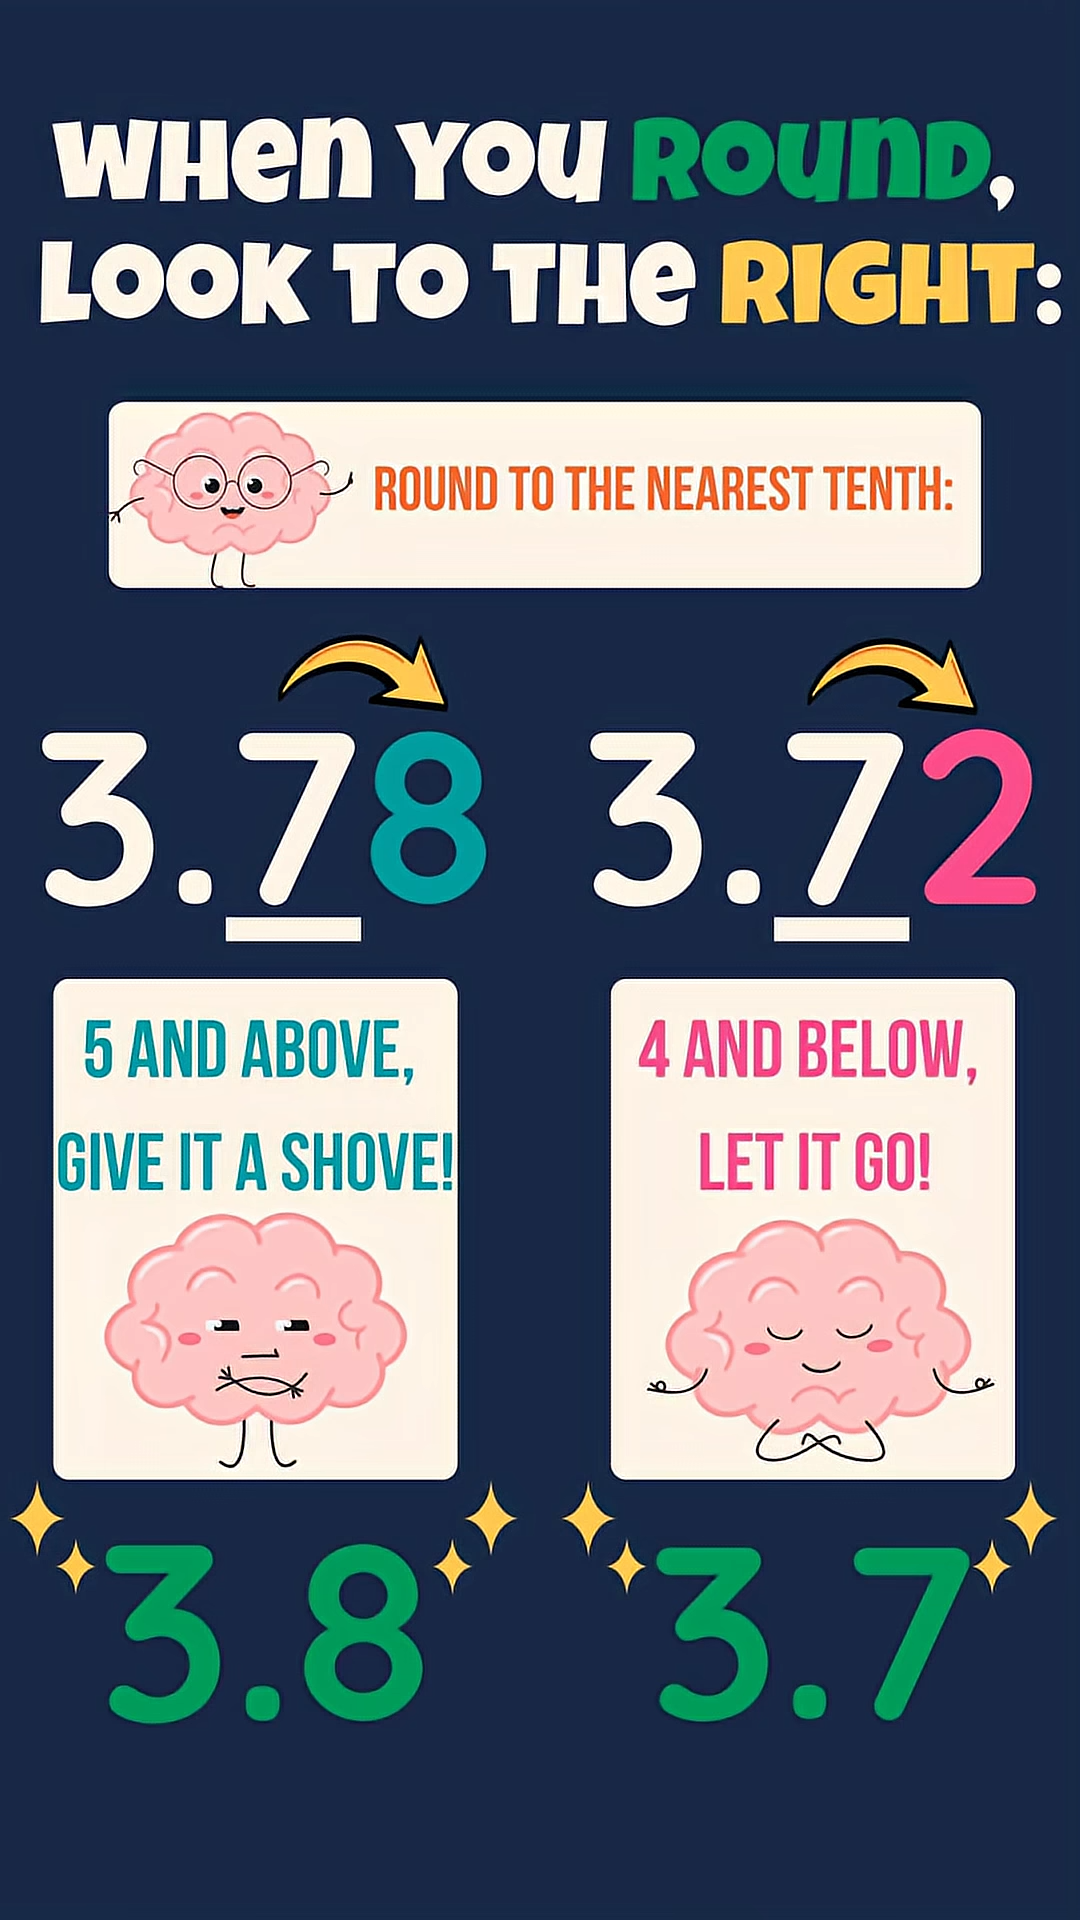 WHEN YOU ROUND,
LOOK TO THE RIGHT:
ROUND TO THE NEAREST TENTH:
3.78
3.72
5 AND ABOVE,
GIVE IT A SHOVE!
4 AND BELOW,
LET IT GO!
3.8
3.7